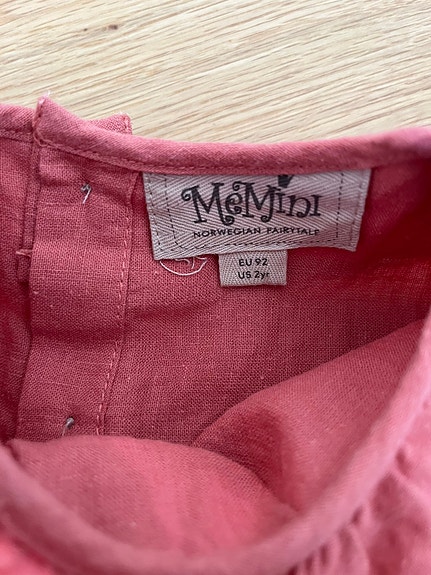 MeMini
NORWEGIAN FAIRYTALE
EU 92
US 2yr